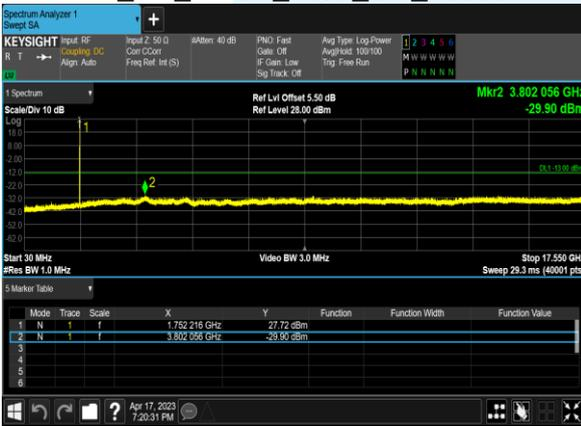 Spectrum Analyzer 1
Swept SA
+
KEYSIGHT
R T
LXI
Input: RF
Coupling: DC
Align: Auto
Input Z: 50 Ω
Corr CCorr
Freq Ref: Int (S)
#Atten: 40 dB
PNO: Fast
Gate: Off
IF Gain: Low
Sig Track: Off
Avg Type: Log-Power
Avg|Hold: 100/100
Trig: Free Run
1 2 3 4 5 6
M W W W W W
P N N N N N
1 Spectrum
Scale/Div 10 dB
Ref Lvl Offset 5.50 dB
Ref Level 28.00 dBm
Mkr2 3.802 056 GHz
-29.90 dBm
Log
18.0
8.00
-2.00
-12.0
-22.0
-32.0
-42.0
-52.0
-62.0
1
2
DL1 -13.00 dBm
Start 30 MHz
#Res BW 1.0 MHz
Video BW 3.0 MHz
Stop 17.550 GH
Sweep 29.3 ms (40001 pts
5 Marker Table
Mode Trace Scale X Y Function Function Width Function Value
1 N 1 f 1.752 216 GHz 27.72 dBm
2 N 1 f 3.802 056 GHz -29.90 dBm
3
4
5
6
?
Apr 17, 2023
7:20:31 PM